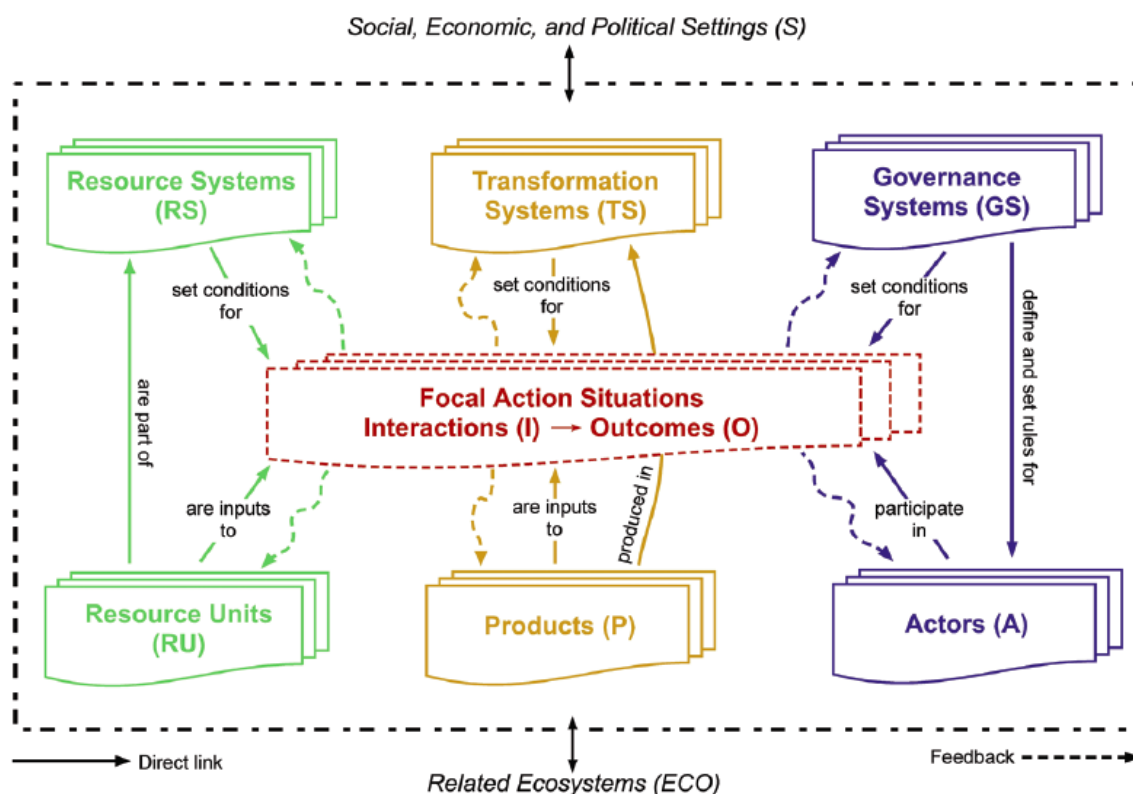 Social, Economic, and Political Settings (S)
Resource Systems
(RS)
Transformation
Systems (TS)
Governance
Systems (GS)
set conditions
for
set conditions
for
set conditions
for
are part of
define and set rules for
Focal Action Situations
Interactions (I) → Outcomes (O)
are inputs
to
are inputs
to
produced in
participate
in
Resource Units
(RU)
Products (P)
Actors (A)
Direct link
Feedback
Related Ecosystems (ECO)